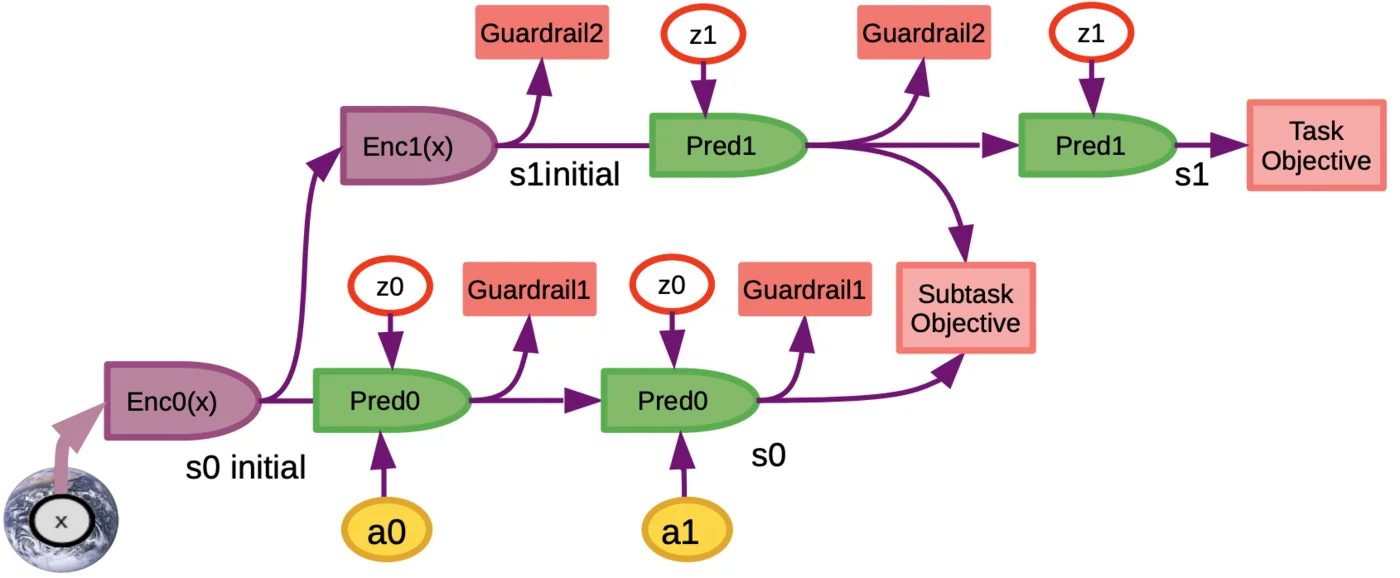 Guardrail2
z1
Guardrail2
z1
Enc1(x)
Pred1
Pred1
Task
Objective
s1initial
s1
z0
Guardrail1
z0
Guardrail1
Subtask
Objective
Enc0(x)
Pred0
Pred0
s0 initial
s0
x
a0
a1